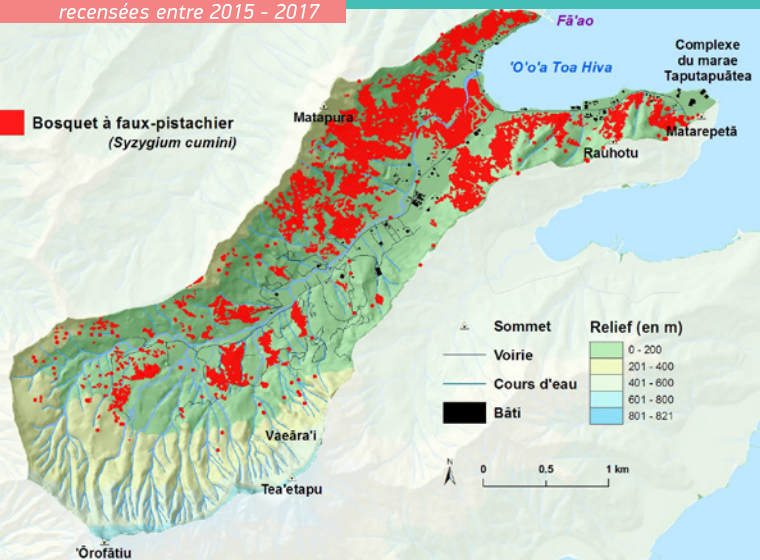 recensées entre 2015 - 2017
Fā'ao
'O'o'a Toa Hiva
Complexe
du marae
Taputapuātea
Bosquet à faux-pistachier
(Syzygium cumini)
Matapura
Matarepetā
Rauhotu
Sommet
Voirie
Cours d'eau
Bâti
Relief (en m)
0 - 200
201 - 400
401 - 600
601 - 800
801 - 821
Vaeāra'i
Tea'etapu
N
0 0.5 1 km
'Ōrofātiu